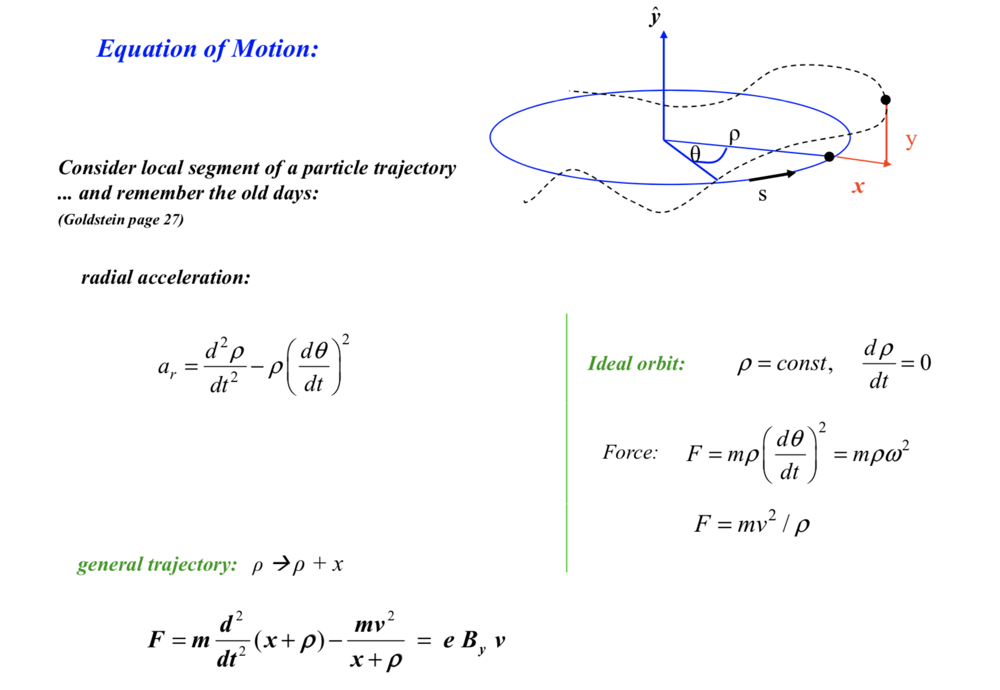 Equation of Motion:
ŷ
ρ
θ
y
x
s
Consider local segment of a particle trajectory
... and remember the old days:
(Goldstein page 27)
radial acceleration:
a_r = d²ρ/dt² − ρ(dθ/dt)²
Ideal orbit: ρ = const, dρ/dt = 0
Force: F = mρ(dθ/dt)² = mρω²
F = mv² / ρ
general trajectory: ρ → ρ + x
F = m d²/dt² (x + ρ) − mv²/(x + ρ) = e B_y v